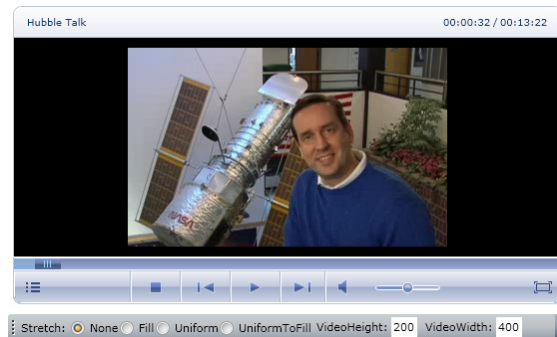 Hubble Talk 00:00:32 / 00:13:22
NASA
Stretch: None Fill Uniform UniformToFill VideoHeight: 200 VideoWidth: 400